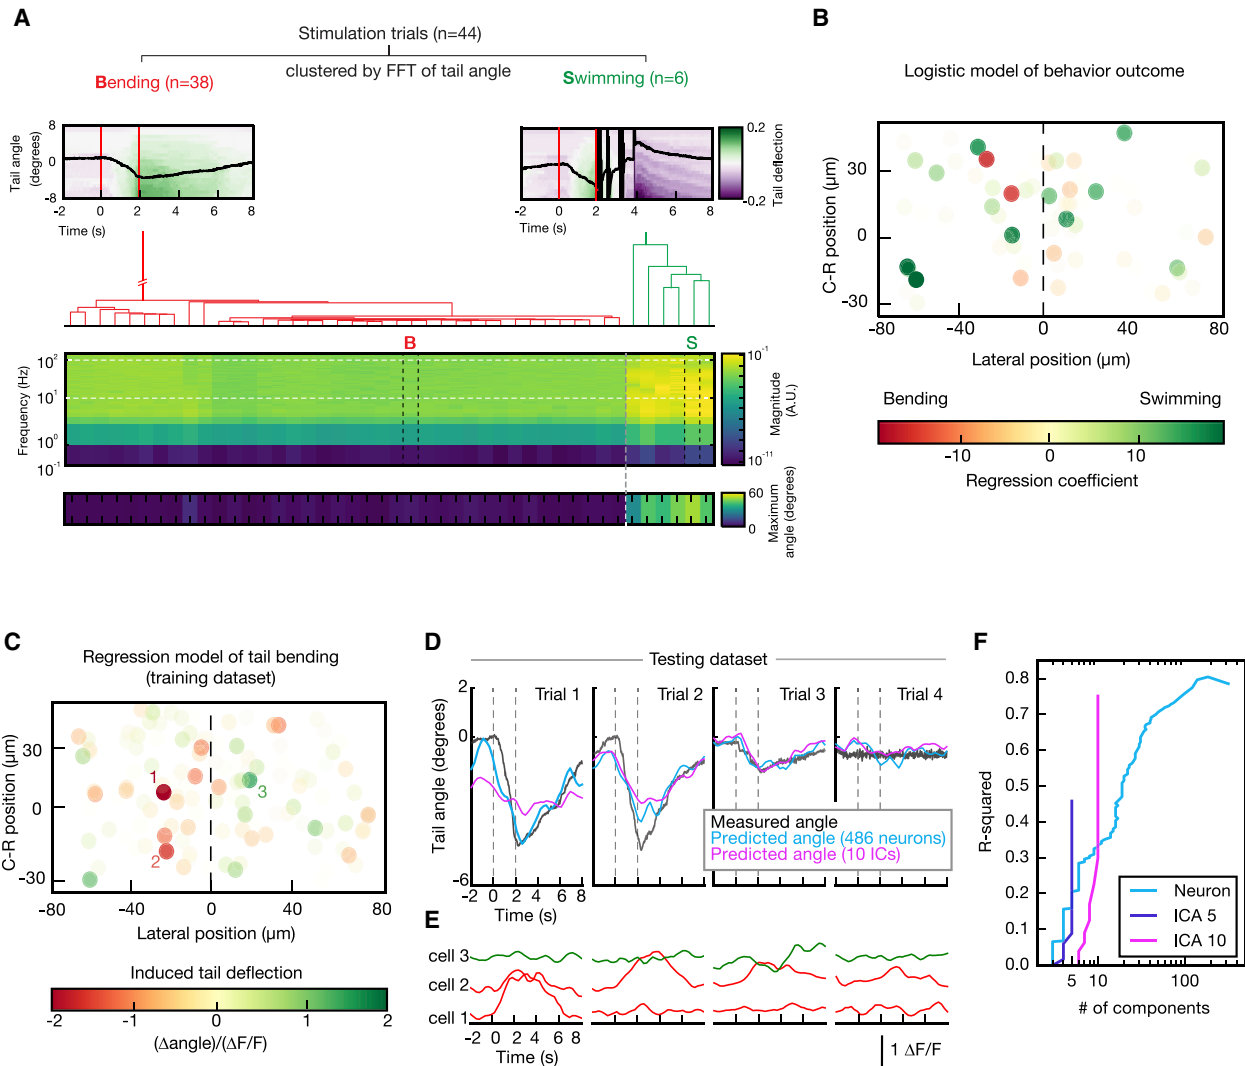 A
Stimulation trials (n=44)
clustered by FFT of tail angle
Bending (n=38)
Swimming (n=6)
Tail angle
(degrees)
8
0
-8
-2 0 2 4 6 8
Time (s)
-2 0 2 4 6 8
Time (s)
0.2
-0.2
Tail deflection
B
S
Frequency (Hz)
10²
10¹
10⁰
10⁻¹
10⁻¹
10⁻¹¹
Magnitude
(A.U.)
60
0
Maximum
angle (degrees)
B
Logistic model of behavior outcome
C-R position (µm)
30
0
-30
-80 -40 0 40 80
Lateral position (µm)
Bending
Swimming
-10 0 10
Regression coefficient
C
Regression model of tail bending
(training dataset)
C-R position (µm)
30
0
-30
1
2
3
-80 -40 0 40 80
Lateral position (µm)
Induced tail deflection
-2 -1 0 1 2
(Δangle)/(ΔF/F)
D
Testing dataset
Trial 1
Trial 2
Trial 3
Trial 4
Tail angle (degrees)
2
0
-6
-2 0 2 4 6 8
Time (s)
Measured angle
Predicted angle (486 neurons)
Predicted angle (10 ICs)
E
cell 3
cell 2
cell 1
-2 0 2 4 6 8
Time (s)
1 ΔF/F
F
R-squared
0.8
0.7
0.6
0.5
0.4
0.3
0.2
0.1
0.0
5 10 100
# of components
Neuron
ICA 5
ICA 10